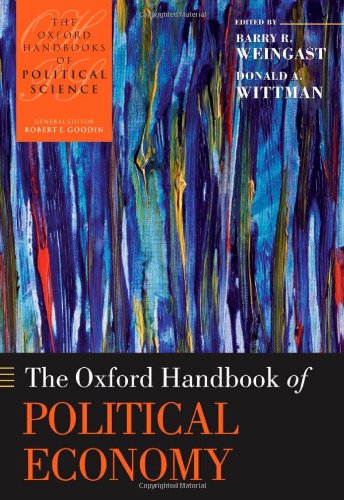 THE
OXFORD
HANDBOOKS
OF
POLITICAL
SCIENCE
GENERAL EDITOR
ROBERT E. GOODIN
EDITED BY
BARRY R.
WEINGAST
DONALD A.
WITTMAN
The Oxford Handbook of
POLITICAL
ECONOMY